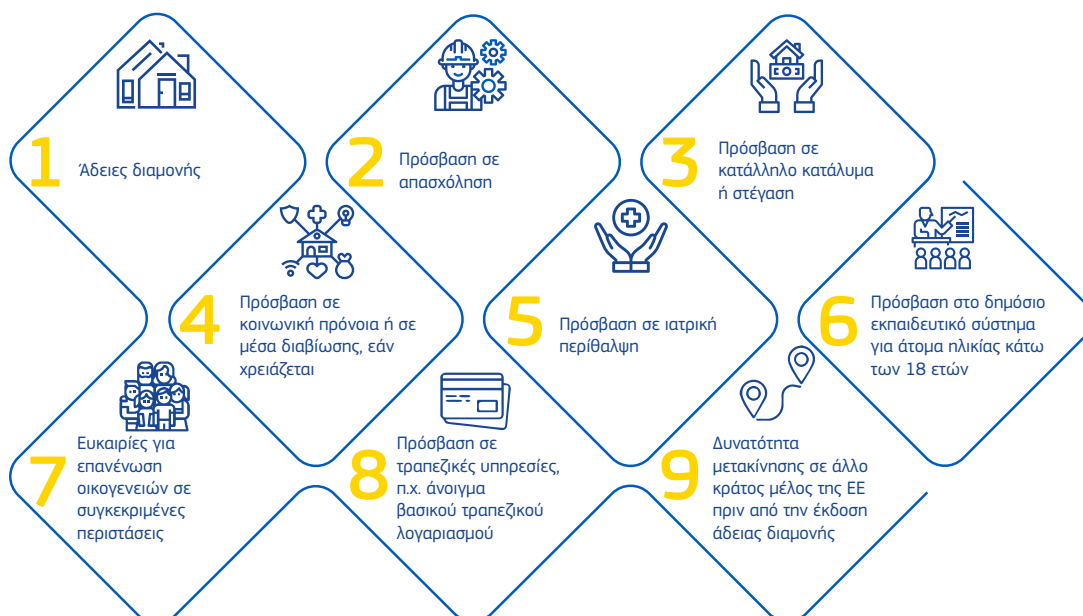 1
Άδειες διαμονής
2
Πρόσβαση σε
απασχόληση
3
Πρόσβαση σε
κατάλληλο κατάλυμα
ή στέγαση
4
Πρόσβαση σε
κοινωνική πρόνοια ή σε
μέσα διαβίωσης, εάν
χρειάζεται
5
Πρόσβαση σε ιατρική
περίθαλψη
6
Πρόσβαση στο δημόσιο
εκπαιδευτικό σύστημα
για άτομα ηλικίας κάτω
των 18 ετών
7
Ευκαιρίες για
επανένωση
οικογενειών σε
συγκεκριμένες
περιστάσεις
8
Πρόσβαση σε
τραπεζικές υπηρεσίες,
π.χ. άνοιγμα
βασικού τραπεζικού
λογαριασμού
9
Δυνατότητα
μετακίνησης σε άλλο
κράτος μέλος της ΕΕ
πριν από την έκδοση
άδειας διαμονής